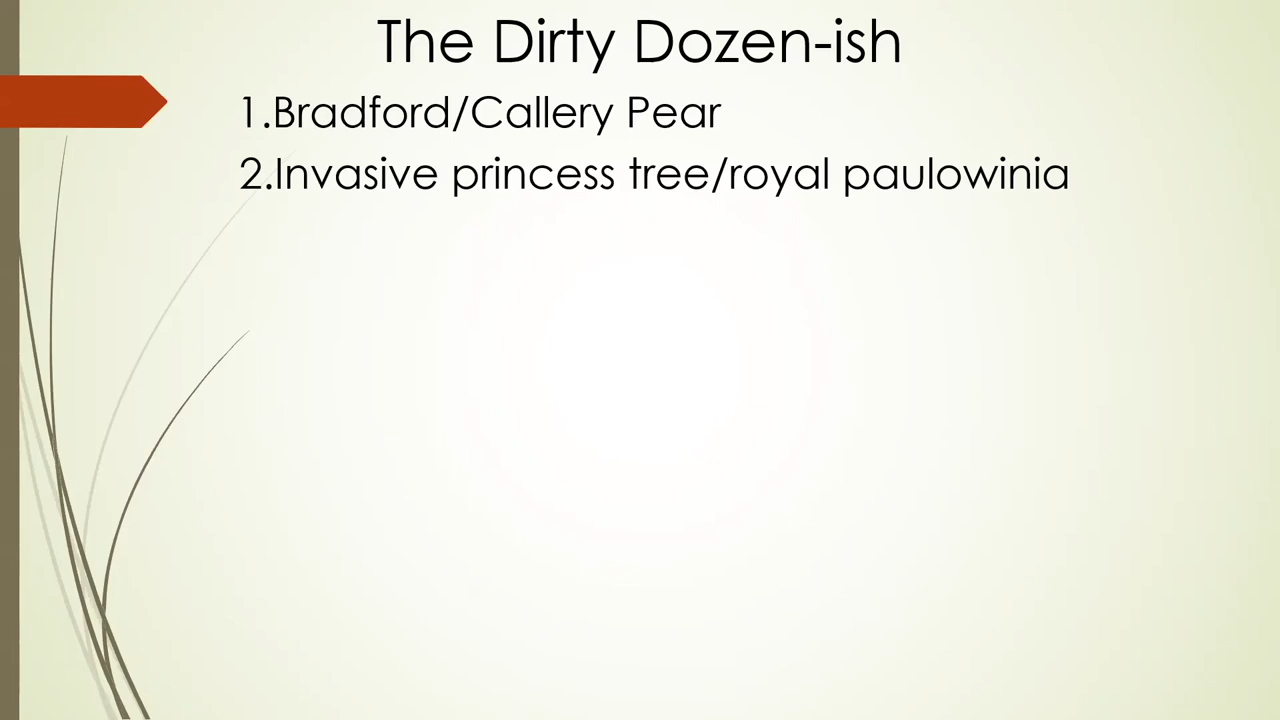 The Dirty Dozen-ish
1.Bradford/Callery Pear
2.Invasive princess tree/royal paulowinia